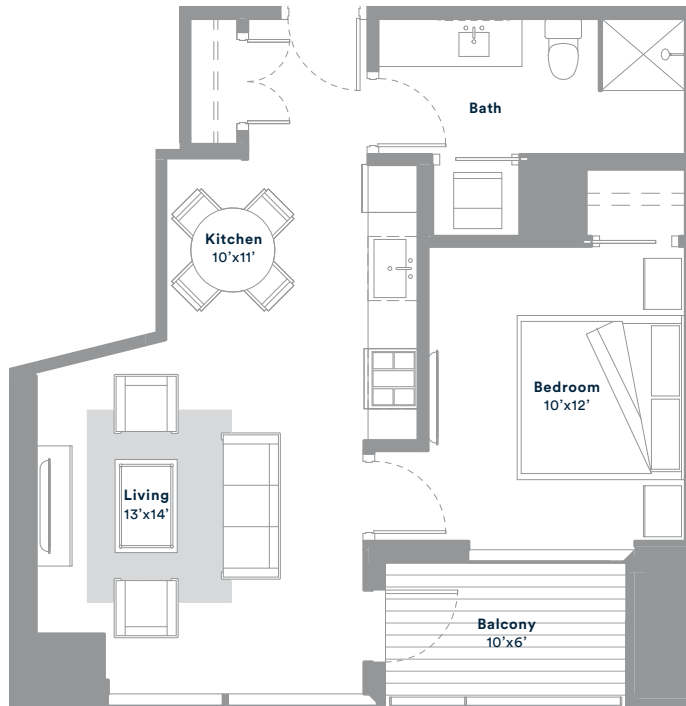 Bath
Kitchen
10’x11’
Bedroom
10’x12’
Living
13’x14’
Balcony
10’x6’